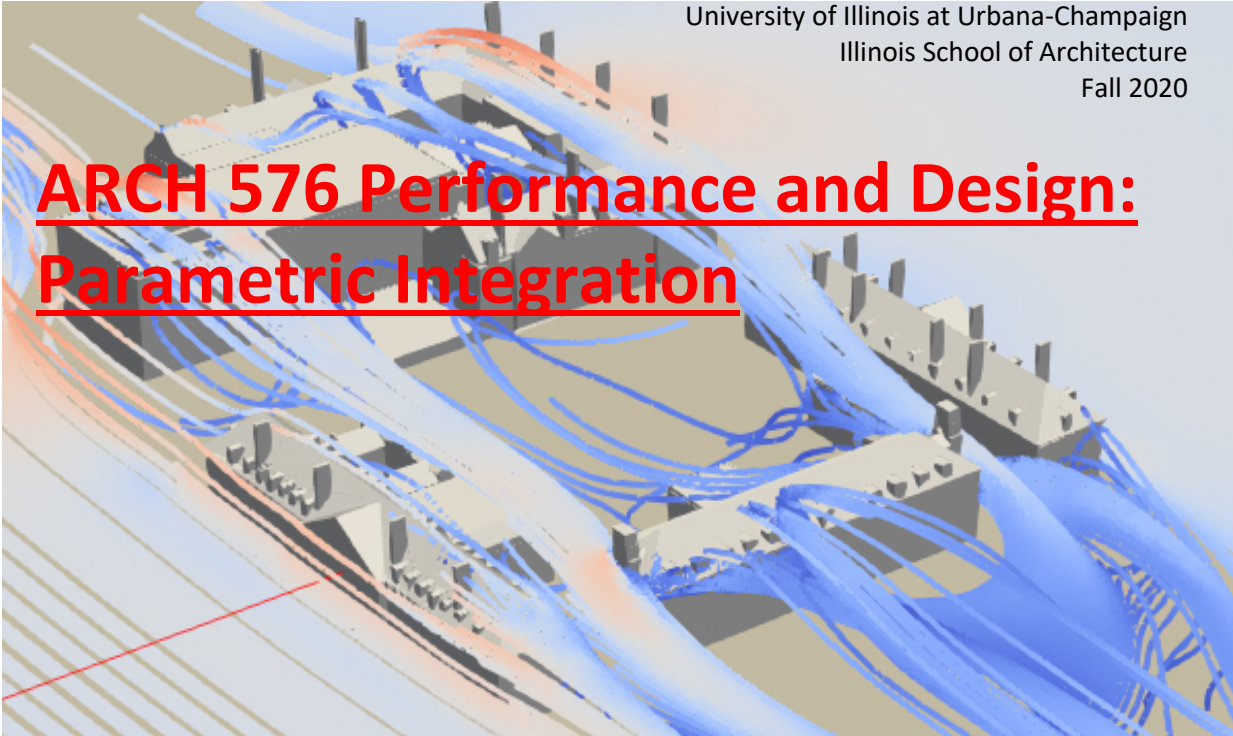 University of Illinois at Urbana-Champaign
Illinois School of Architecture
Fall 2020
ARCH 576 Performance and Design:
Parametric Integration